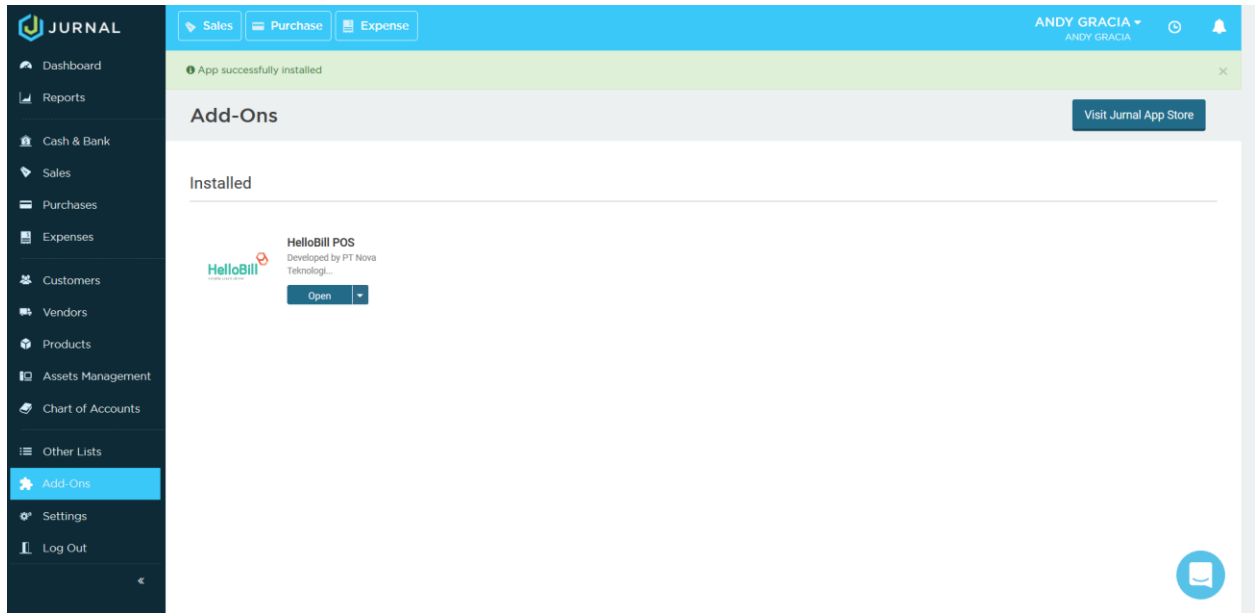 JURNAL
Sales
Purchase
Expense
ANDY GRACIA
ANDY GRACIA
Dashboard
Reports
Cash & Bank
Sales
Purchases
Expenses
Customers
Vendors
Products
Assets Management
Chart of Accounts
Other Lists
Add-Ons
Settings
Log Out
App successfully installed
Add-Ons
Visit Jurnal App Store
Installed
HelloBill
HelloBill POS
Developed by PT Nova
Teknologi...
Open